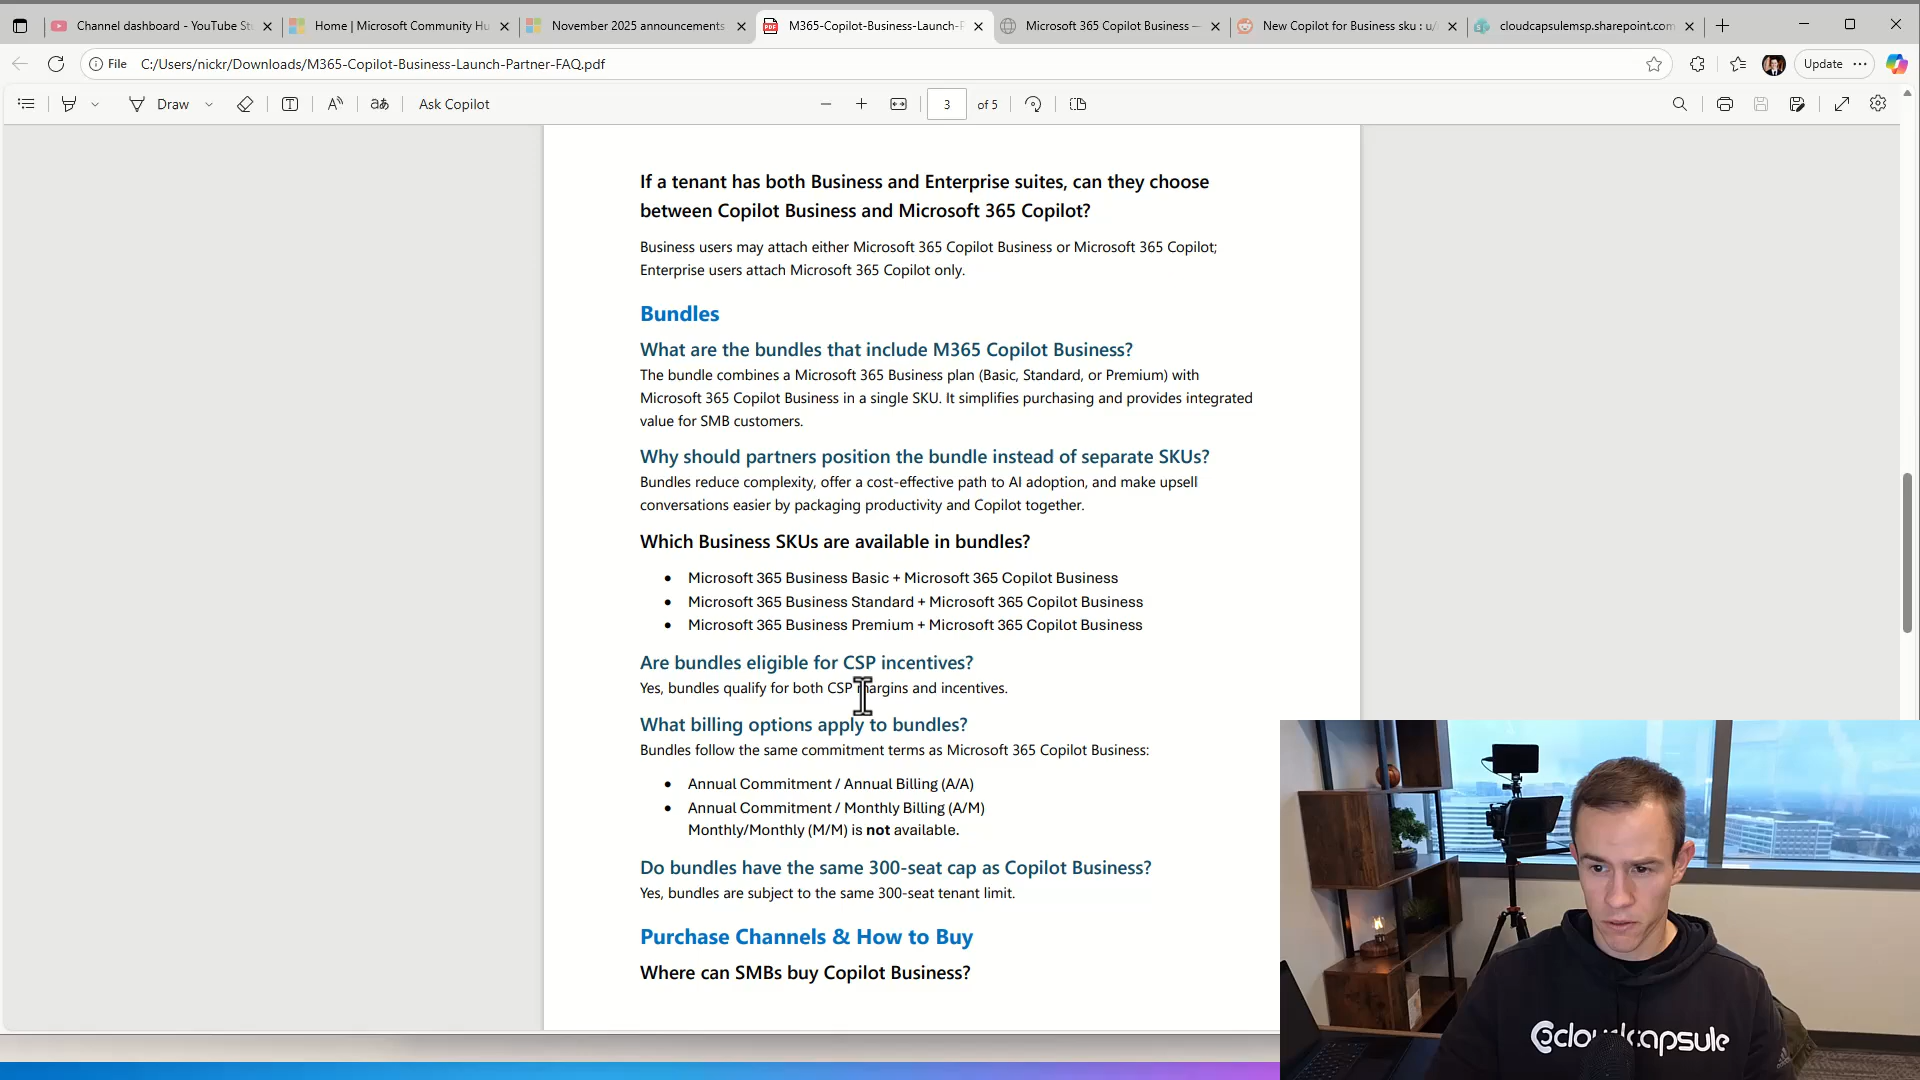 Channel dashboard - YouTube St
Home | Microsoft Community Hu
November 2025 announcements
M365-Copilot-Business-Launch-P
Microsoft 365 Copilot Business —
New Copilot for Business sku : u/
cloudcapsulemsp.sharepoint.com
File
C:/Users/nickr/Downloads/M365-Copilot-Business-Launch-Partner-FAQ.pdf
Update
Draw
Ask Copilot
3 of 5
If a tenant has both Business and Enterprise suites, can they choose
between Copilot Business and Microsoft 365 Copilot?
Business users may attach either Microsoft 365 Copilot Business or Microsoft 365 Copilot;
Enterprise users attach Microsoft 365 Copilot only.
Bundles
What are the bundles that include M365 Copilot Business?
The bundle combines a Microsoft 365 Business plan (Basic, Standard, or Premium) with
Microsoft 365 Copilot Business in a single SKU. It simplifies purchasing and provides integrated
value for SMB customers.
Why should partners position the bundle instead of separate SKUs?
Bundles reduce complexity, offer a cost-effective path to AI adoption, and make upsell
conversations easier by packaging productivity and Copilot together.
Which Business SKUs are available in bundles?
• Microsoft 365 Business Basic + Microsoft 365 Copilot Business
• Microsoft 365 Business Standard + Microsoft 365 Copilot Business
• Microsoft 365 Business Premium + Microsoft 365 Copilot Business
Are bundles eligible for CSP incentives?
Yes, bundles qualify for both CSP margins and incentives.
What billing options apply to bundles?
Bundles follow the same commitment terms as Microsoft 365 Copilot Business:
• Annual Commitment / Annual Billing (A/A)
• Annual Commitment / Monthly Billing (A/M)
Monthly/Monthly (M/M) is not available.
Do bundles have the same 300-seat cap as Copilot Business?
Yes, bundles are subject to the same 300-seat tenant limit.
Purchase Channels & How to Buy
Where can SMBs buy Copilot Business?
cloudcapsule